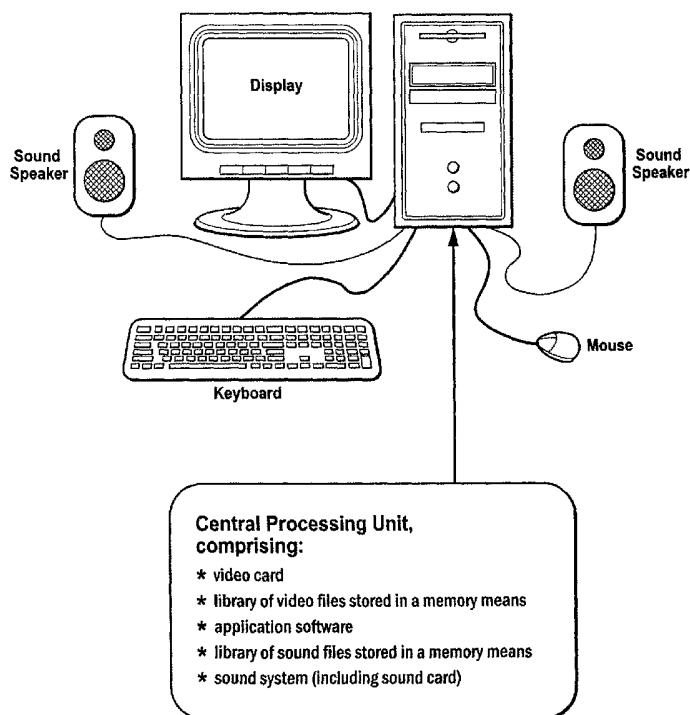 Display
Sound
Speaker
Sound
Speaker
Mouse
Keyboard
Central Processing Unit,
comprising:
* video card
* library of video files stored in a memory means
* application software
* library of sound files stored in a memory means
* sound system (including sound card)